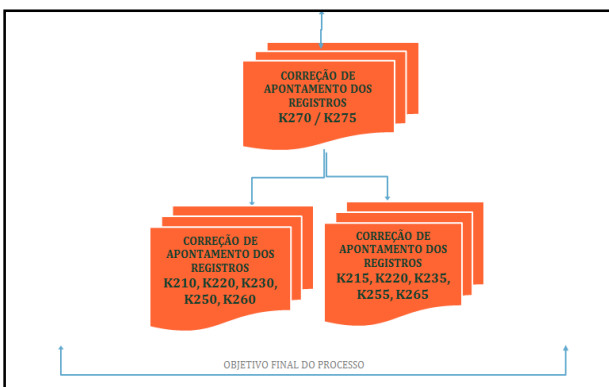 CORREÇÃO DE
APONTAMENTO DOS
REGISTROS
K270 / K275
CORREÇÃO DE
APONTAMENTO DOS
REGISTROS
K210, K220, K230,
K250, K260
CORREÇÃO DE
APONTAMENTO DOS
REGISTROS
K215, K220, K235,
K255, K265
OBJETIVO FINAL DO PROCESSO